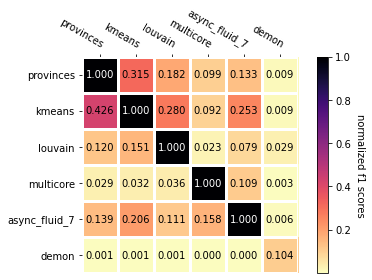 provinces kmeans louvain multicore async_fluid_7 demon
provinces 1.000 0.315 0.182 0.099 0.133 0.009
kmeans 0.426 1.000 0.280 0.092 0.253 0.009
louvain 0.120 0.151 1.000 0.023 0.079 0.029
multicore 0.029 0.032 0.036 1.000 0.109 0.003
async_fluid_7 0.139 0.206 0.111 0.158 1.000 0.006
demon 0.001 0.001 0.001 0.000 0.000 0.104
1.0
0.8
0.6
0.4
0.2
normalized f1 scores